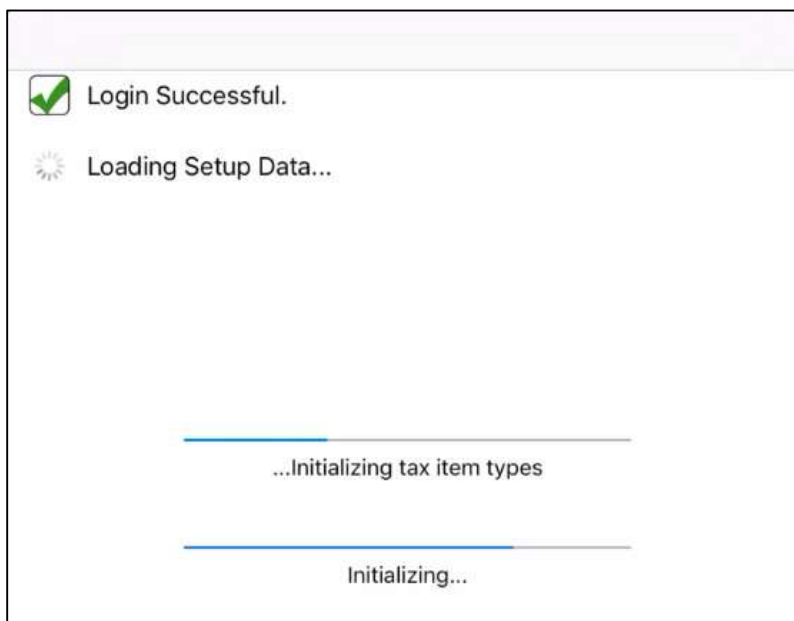 Login Successful.
Loading Setup Data...
...Initializing tax item types
Initializing...